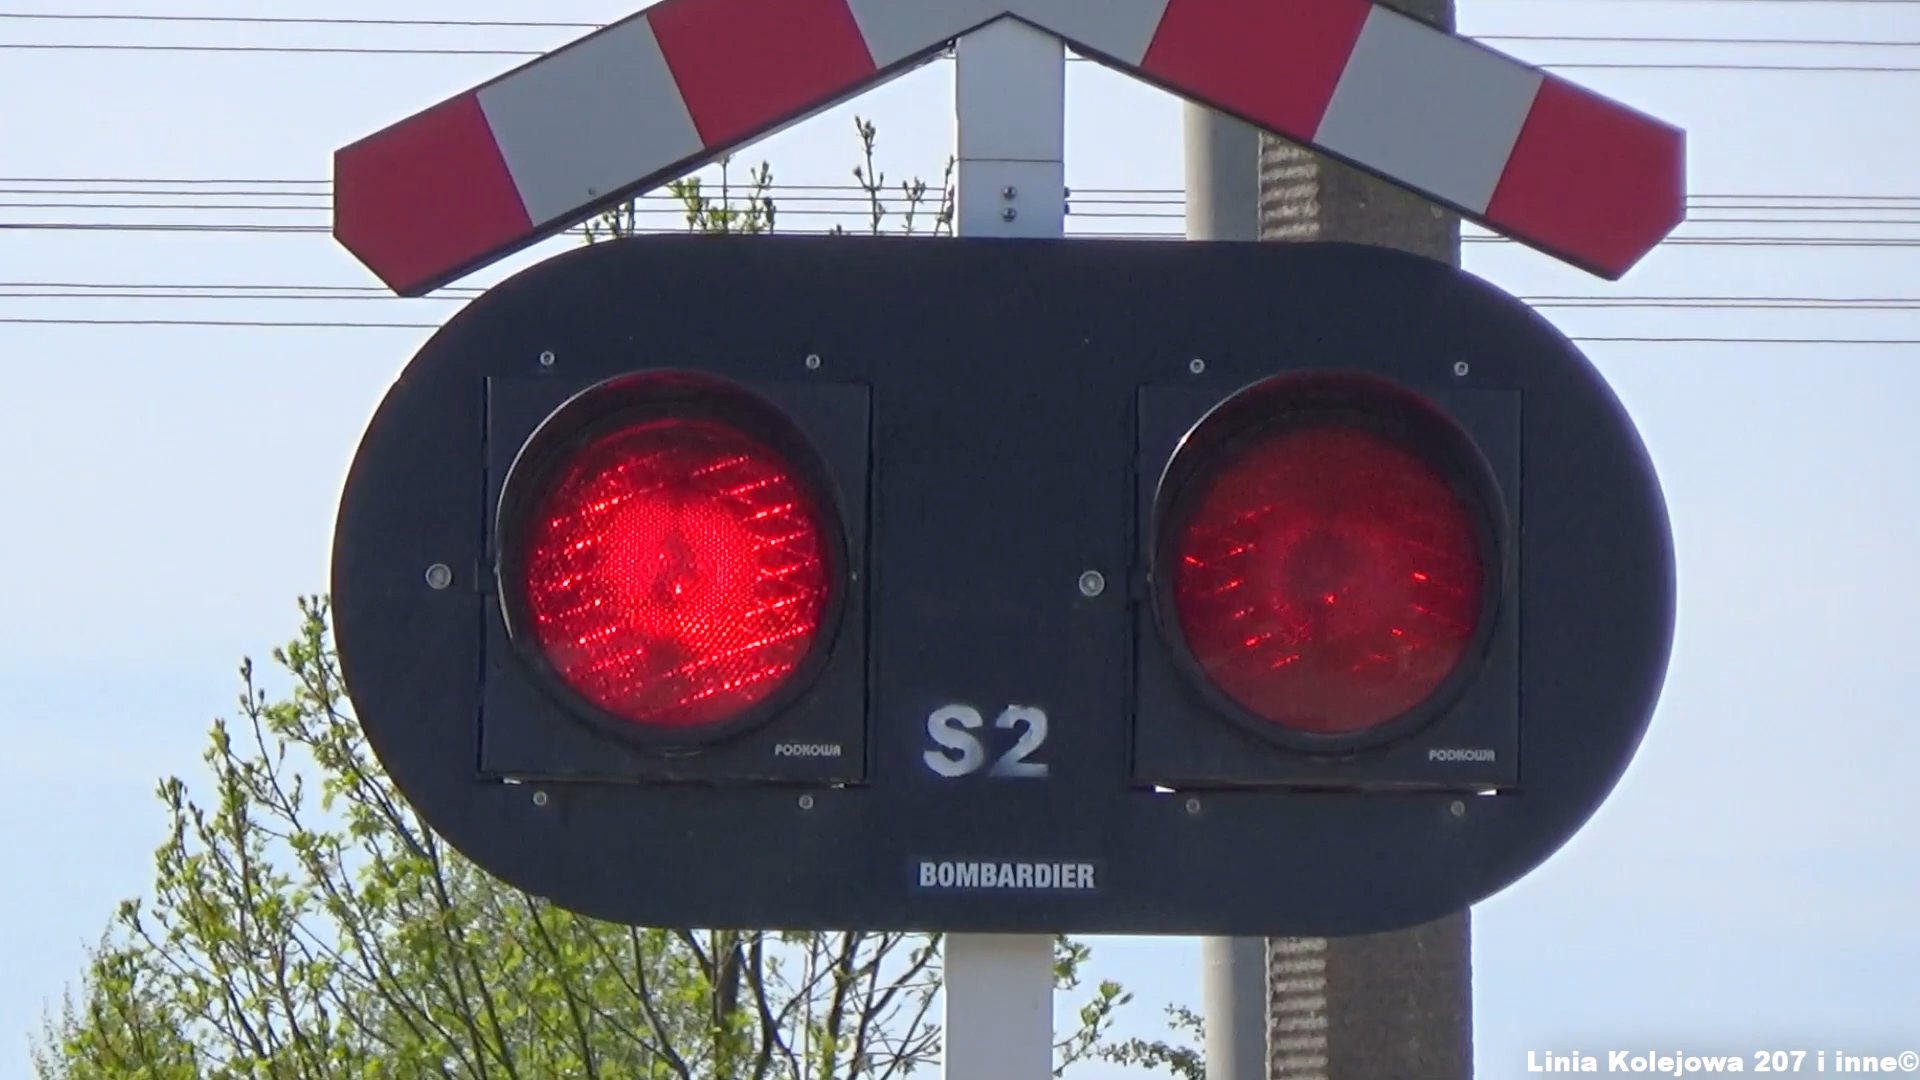 PODKOWA
PODKOWA
S2
BOMBARDIER
Linia Kolejowa 207 i inne©